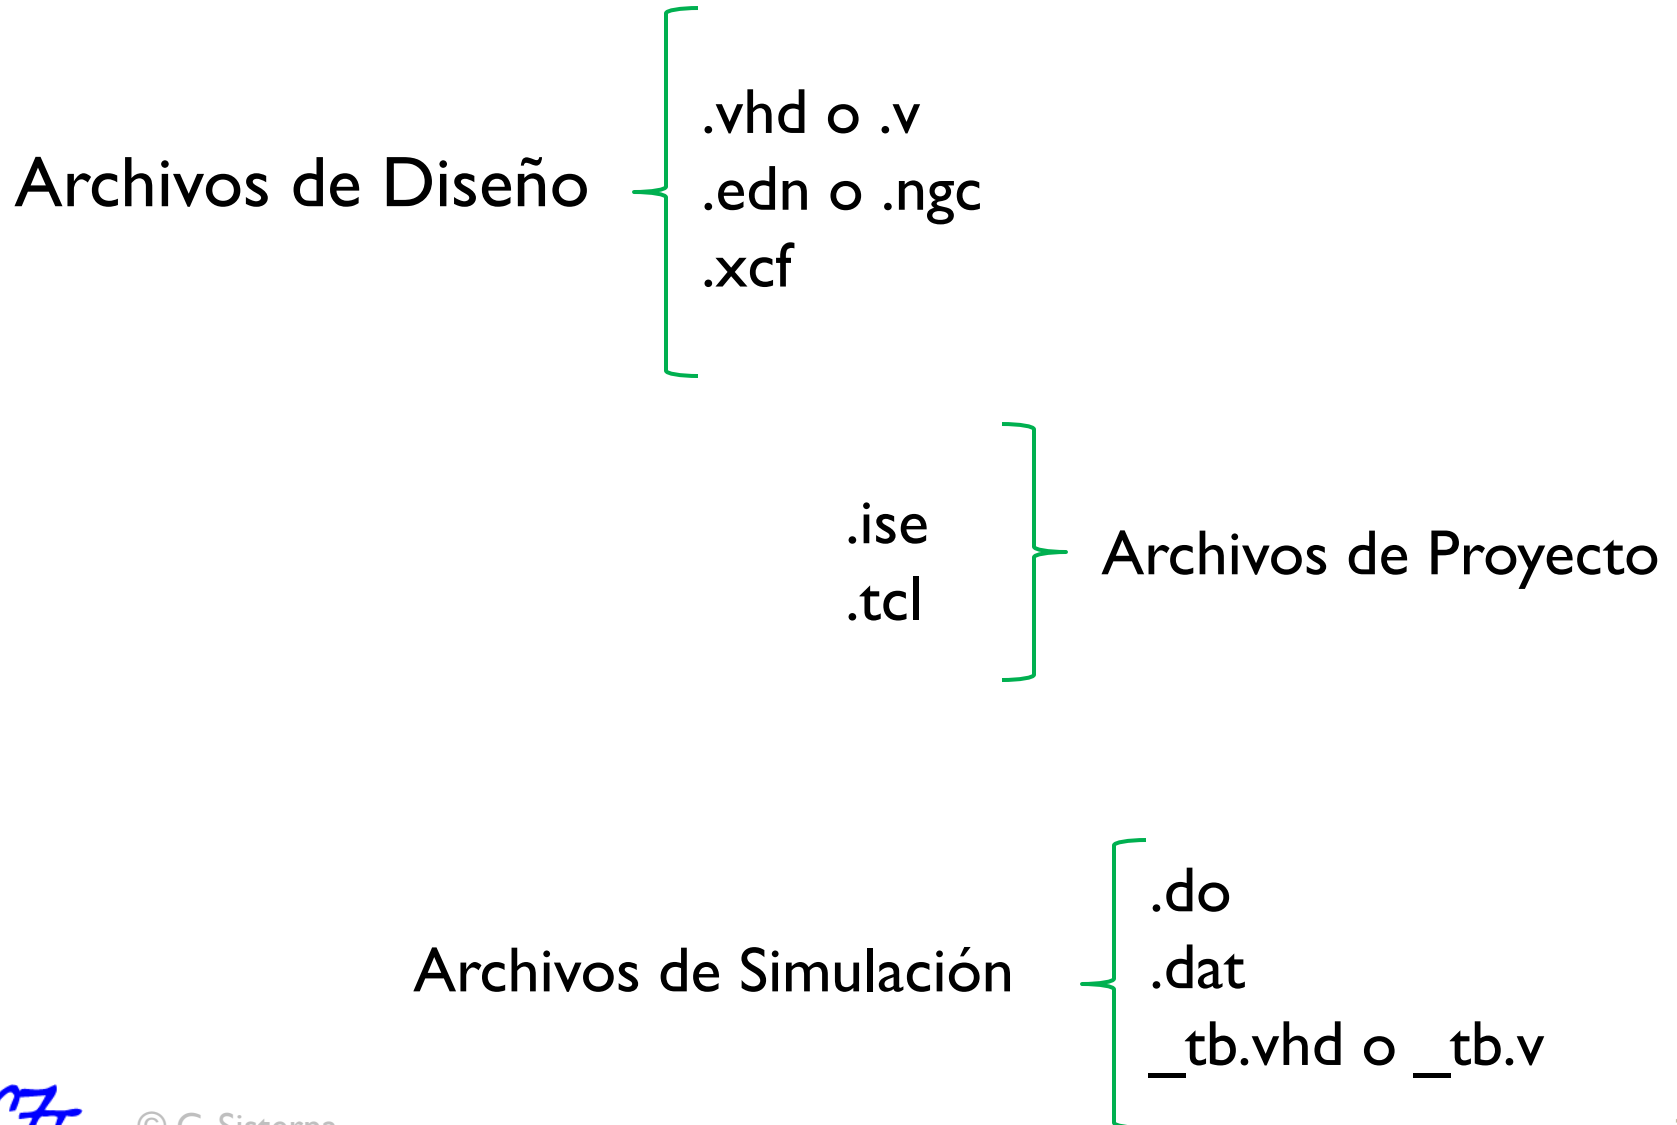 Archivos de Diseño
.vhd o .v
.edn o .ngc
.xcf
.ise
.tcl
Archivos de Proyecto
Archivos de Simulación
.do
.dat
_tb.vhd o _tb.v
© C. Sisterna